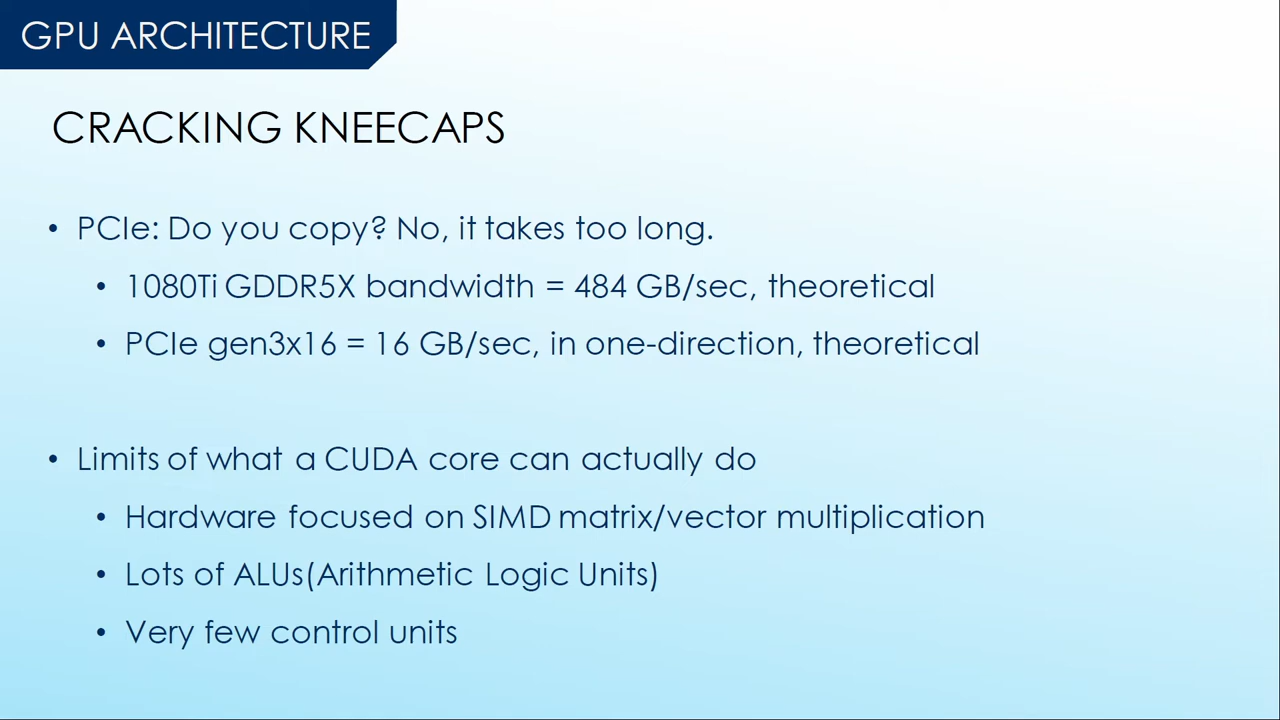 GPU ARCHITECTURE
CRACKING KNEECAPS
• PCIe: Do you copy? No, it takes too long.
• 1080Ti GDDR5X bandwidth = 484 GB/sec, theoretical
• PCIe gen3x16 = 16 GB/sec, in one-direction, theoretical
• Limits of what a CUDA core can actually do
• Hardware focused on SIMD matrix/vector multiplication
• Lots of ALUs(Arithmetic Logic Units)
• Very few control units